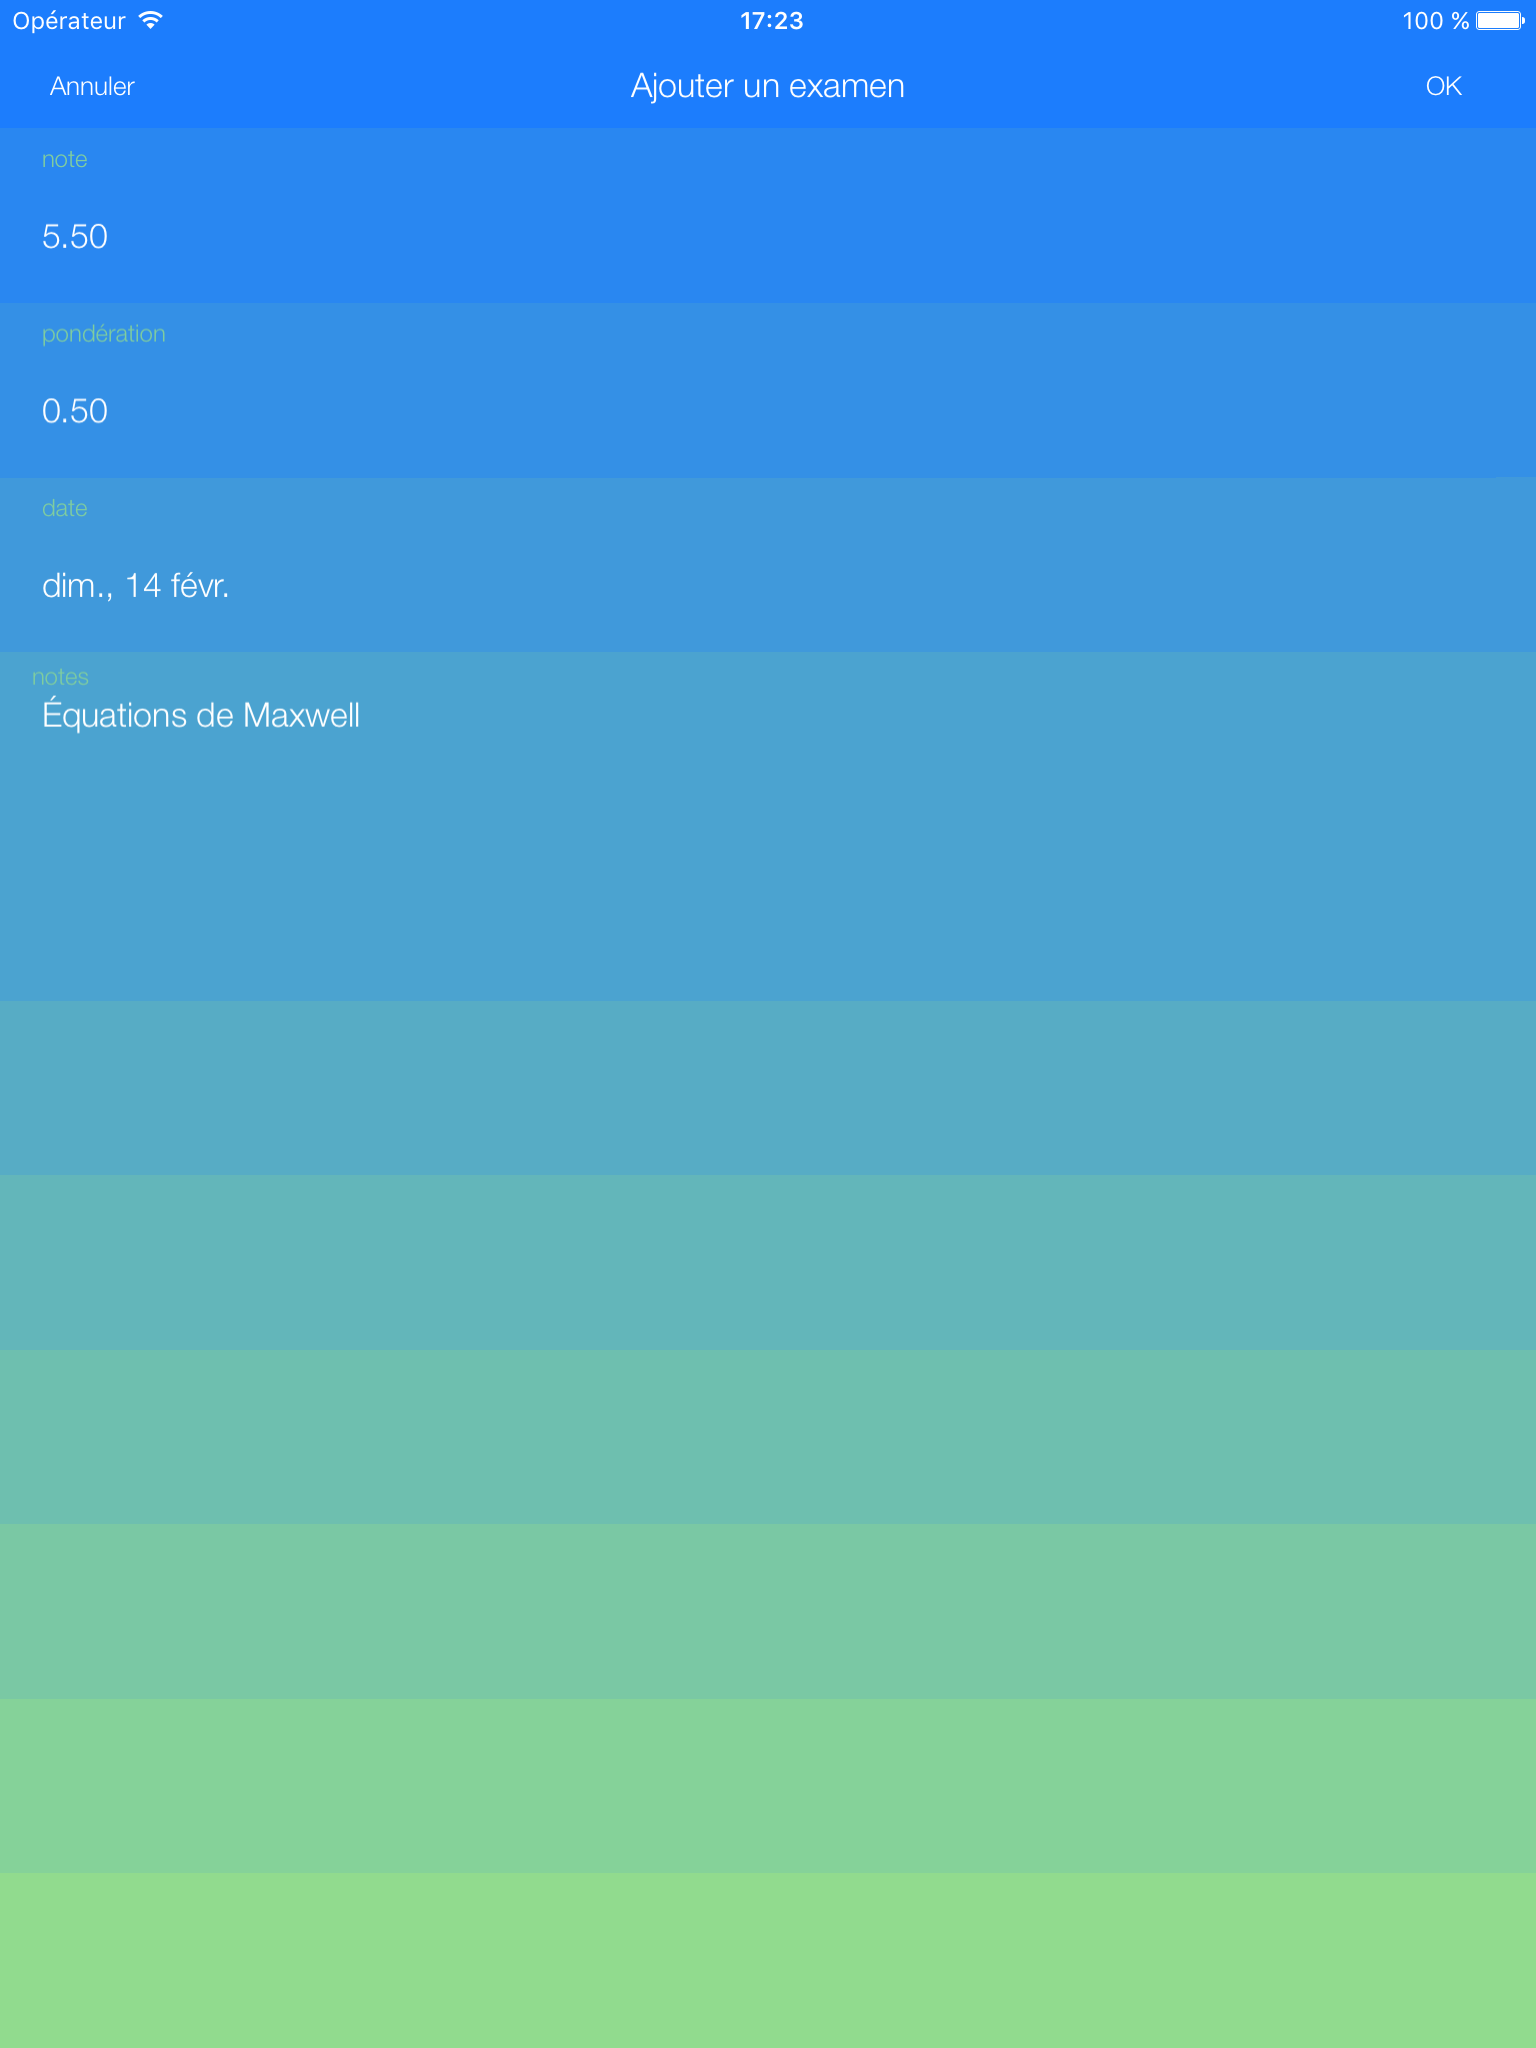 Opérateur 17:23 100 %
Annuler Ajouter un examen OK
note
5.50
pondération
0.50
date
dim., 14 févr.
notes
Équations de Maxwell